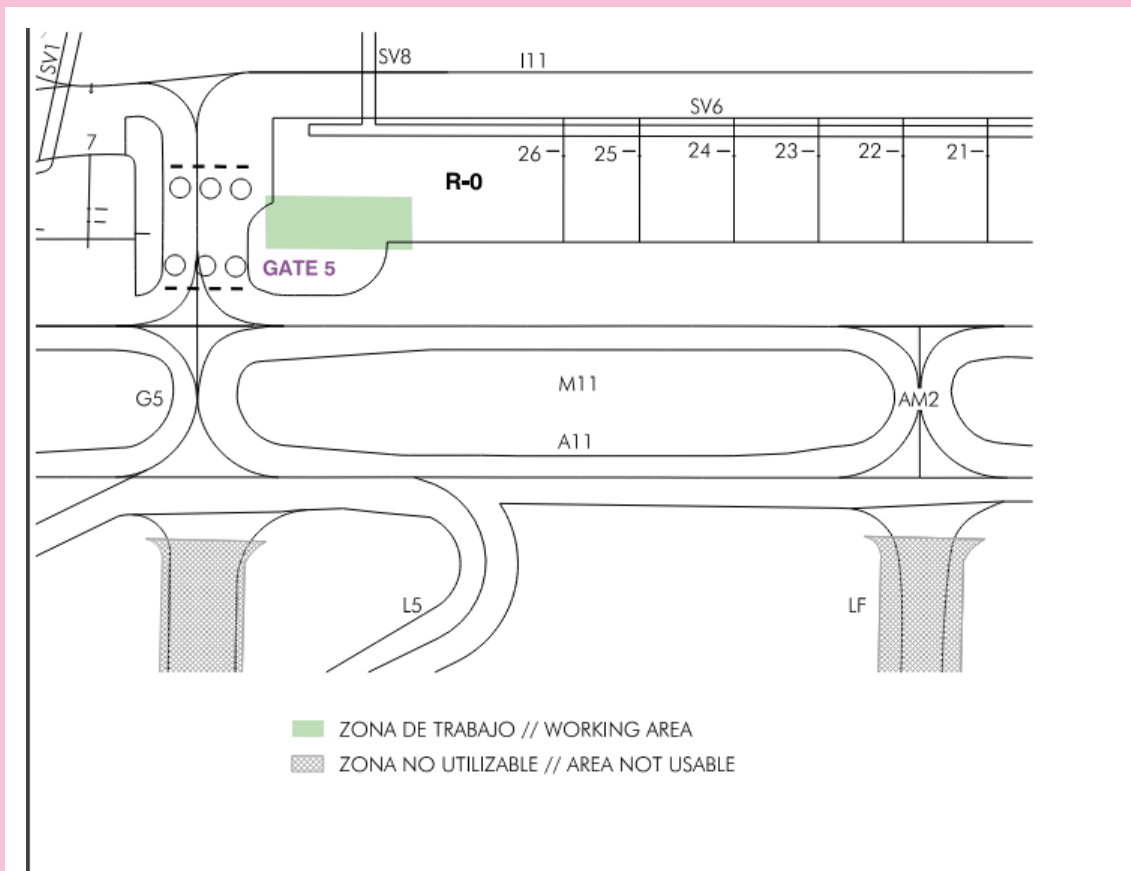 SV1
SV8
I11
SV6
7
26
25
24
23
22
21
R-0
GATE 5
M11
G5
AM2
A11
L5
LF
ZONA DE TRABAJO // WORKING AREA
ZONA NO UTILIZABLE // AREA NOT USABLE